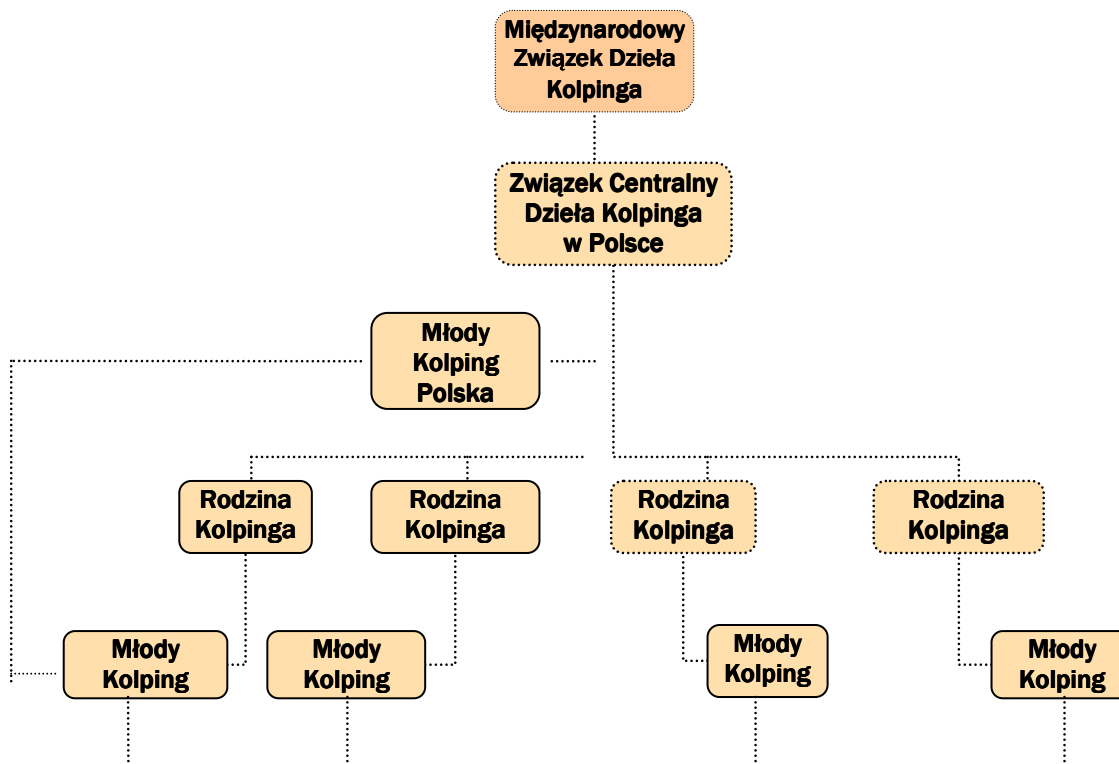 Międzynarodowy
Związek Dzieła
Kolpinga
Związek Centralny
Dzieła Kolpinga
w Polsce
Młody
Kolping
Polska
Rodzina
Kolpinga
Rodzina
Kolpinga
Rodzina
Kolpinga
Rodzina
Kolpinga
Młody
Kolping
Młody
Kolping
Młody
Kolping
Młody
Kolping